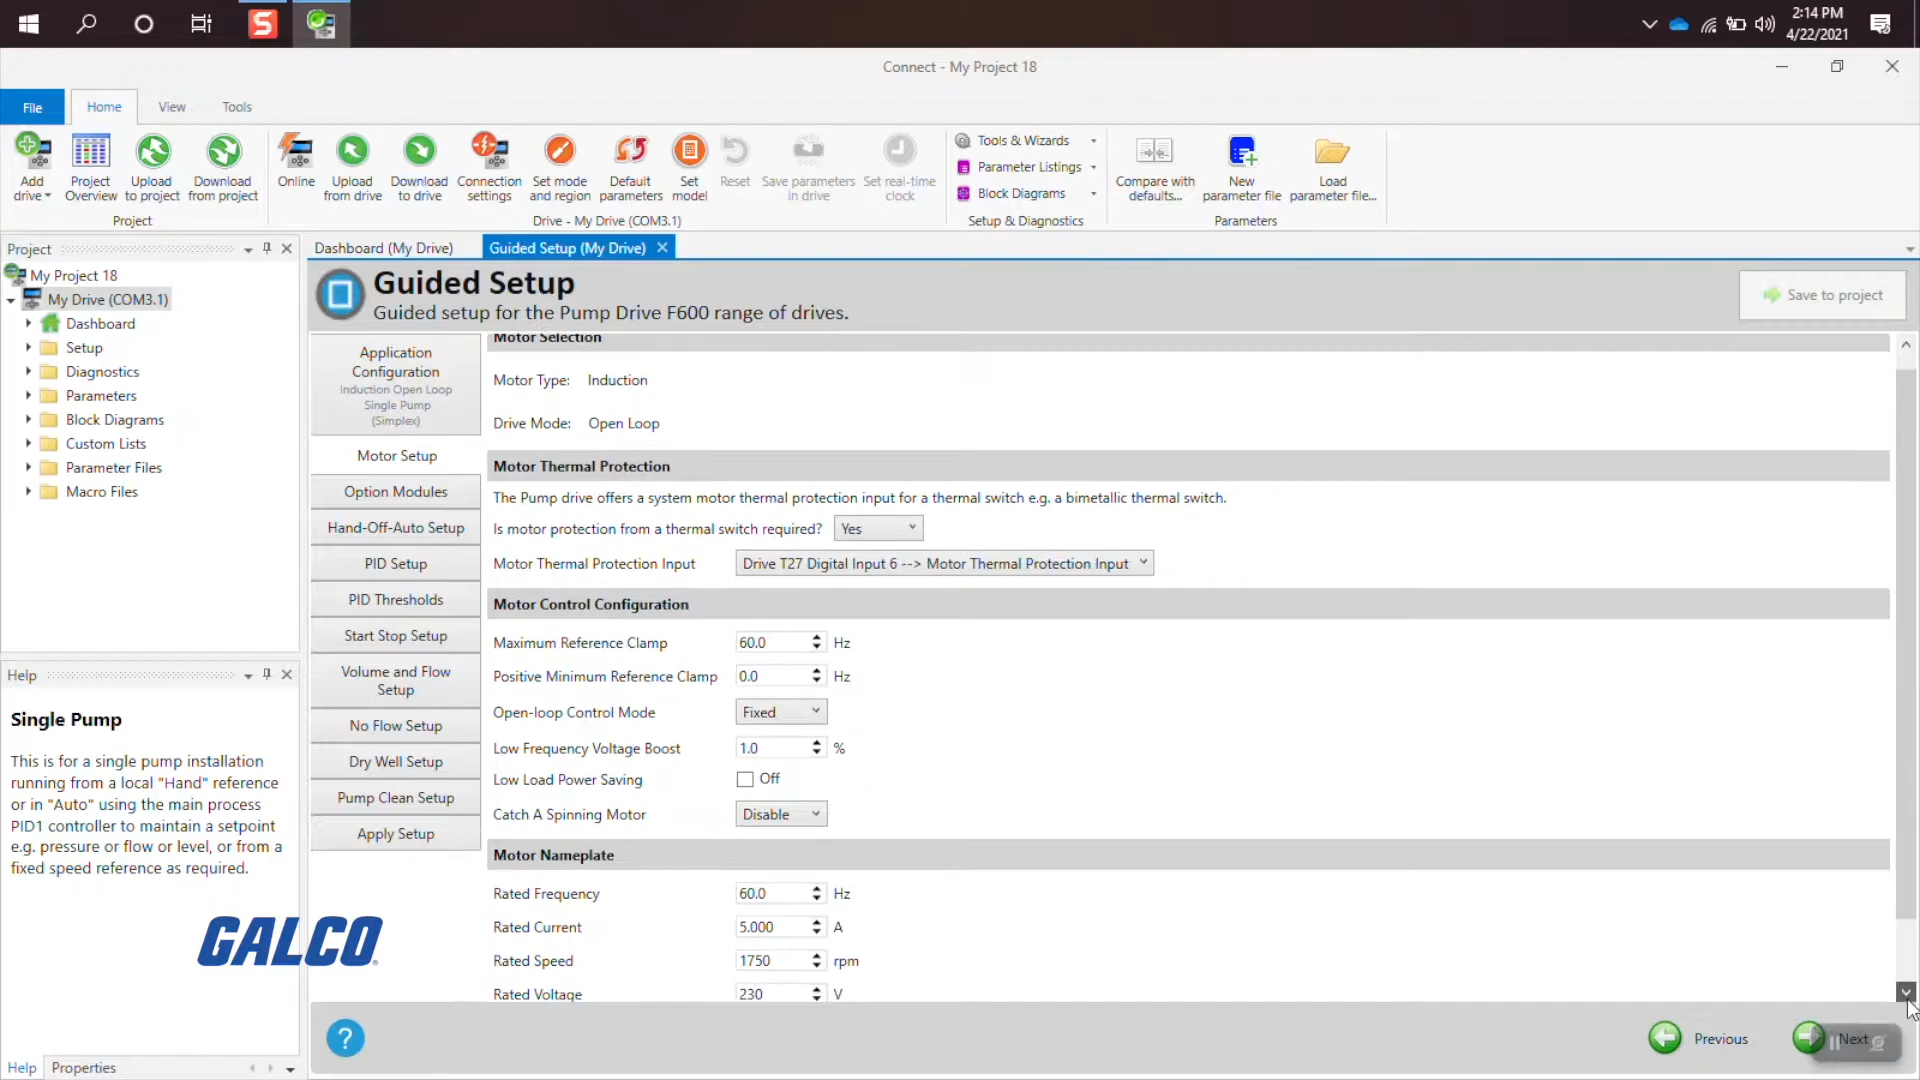 2:14 PM
4/22/2021
Connect - My Project 18
File
Home
View
Tools
Add drive
Project Overview
Upload to project
Download from project
Project
Online
Upload from drive
Download to drive
Connection settings
Set mode and region
Default parameters
Set model
Reset
Save parameters in drive
Set real-time clock
Drive - My Drive (COM3.1)
Tools & Wizards
Parameter Listings
Block Diagrams
Setup & Diagnostics
Compare with defaults...
New parameter file
Load parameter file...
Parameters
Project
My Project 18
My Drive (COM3.1)
Dashboard
Setup
Diagnostics
Parameters
Block Diagrams
Custom Lists
Parameter Files
Macro Files
Help
Single Pump
This is for a single pump installation
running from a local "Hand" reference
or in "Auto" using the main process
PID1 controller to maintain a setpoint
e.g. pressure or flow or level, or from a
fixed speed reference as required.
GALCO
Help
Properties
Dashboard (My Drive)
Guided Setup (My Drive)
Guided Setup
Guided setup for the Pump Drive F600 range of drives.
Save to project
Application
Configuration
Induction Open Loop
Single Pump
(Simplex)
Motor Setup
Option Modules
Hand-Off-Auto Setup
PID Setup
PID Thresholds
Start Stop Setup
Volume and Flow
Setup
No Flow Setup
Dry Well Setup
Pump Clean Setup
Apply Setup
Motor Selection
Motor Type: Induction
Drive Mode: Open Loop
Motor Thermal Protection
The Pump drive offers a system motor thermal protection input for a thermal switch e.g. a bimetallic thermal switch.
Is motor protection from a thermal switch required? Yes
Motor Thermal Protection Input Drive T27 Digital Input 6 --> Motor Thermal Protection Input
Motor Control Configuration
Maximum Reference Clamp 60.0 Hz
Positive Minimum Reference Clamp 0.0 Hz
Open-loop Control Mode Fixed
Low Frequency Voltage Boost 1.0 %
Low Load Power Saving Off
Catch A Spinning Motor Disable
Motor Nameplate
Rated Frequency 60.0 Hz
Rated Current 5.000 A
Rated Speed 1750 rpm
Rated Voltage 230 V
?
Previous
Next